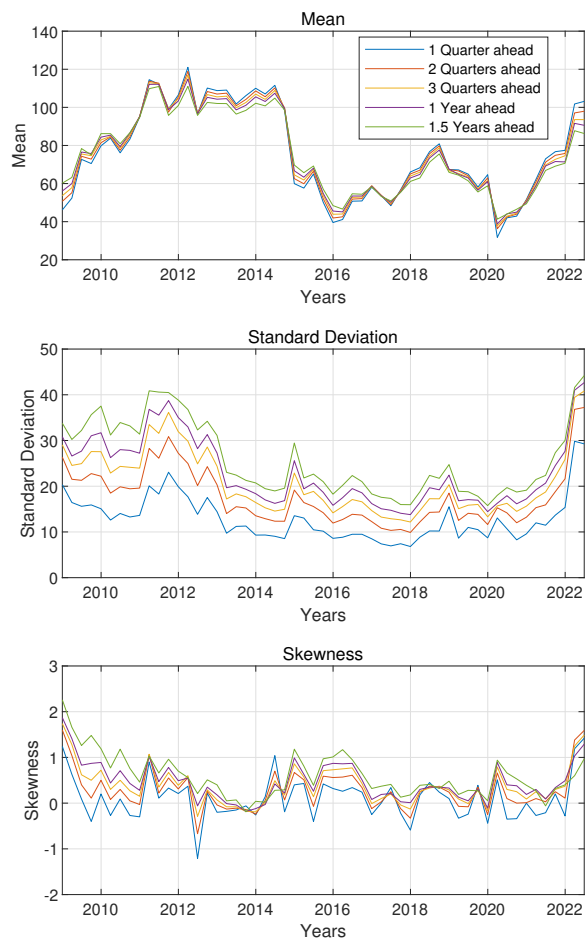 Mean
140
120
100
80
60
40
20
Mean
1 Quarter ahead
2 Quarters ahead
3 Quarters ahead
1 Year ahead
1.5 Years ahead
2010 2012 2014 2016 2018 2020 2022
Years
Standard Deviation
50
40
30
20
10
0
Standard Deviation
2010 2012 2014 2016 2018 2020 2022
Years
Skewness
3
2
1
0
-1
-2
Skewness
2010 2012 2014 2016 2018 2020 2022
Years